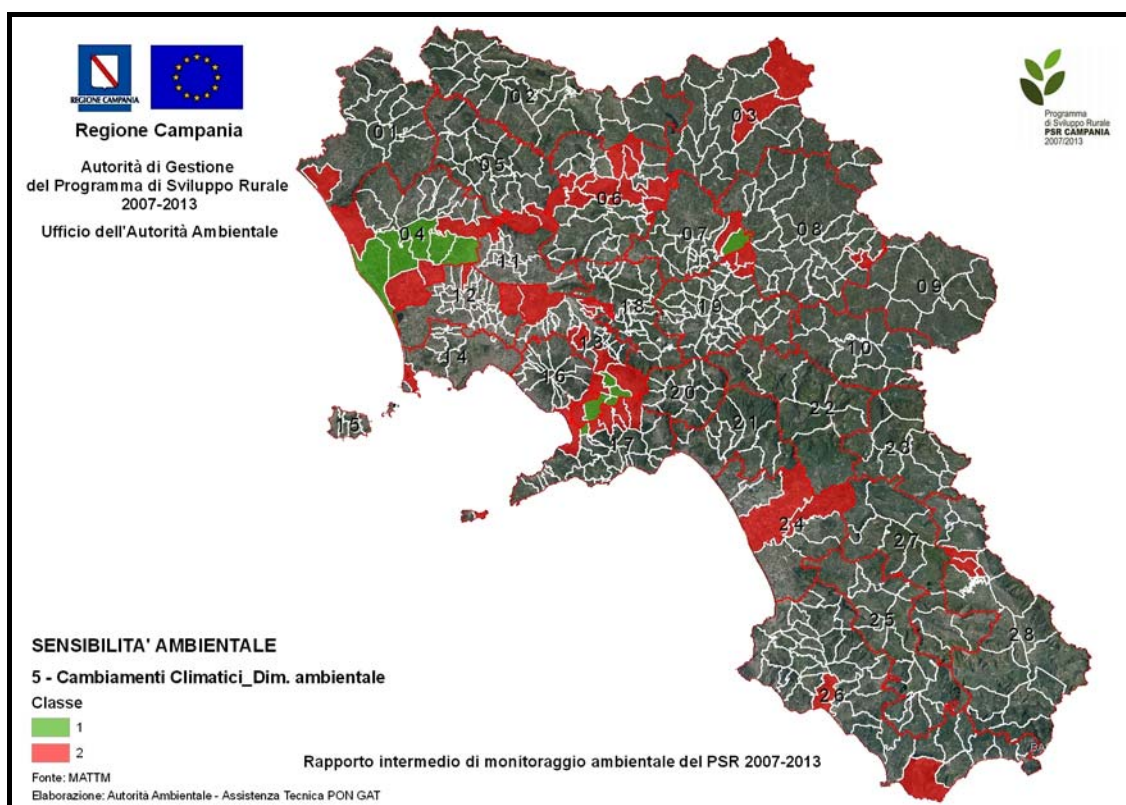 REGIONE CAMPANIA
Regione Campania
Autorità di Gestione
del Programma di Sviluppo Rurale
2007-2013
Ufficio dell'Autorità Ambientale
Programma
di Sviluppo Rurale
PSR CAMPANIA
2007/2013
01
02
03
04
05
06
07
08
09
10
11
12
13
14
15
16
17
18
19
20
21
22
23
24
25
26
27
28
SENSIBILITA' AMBIENTALE
5 - Cambiamenti Climatici_Dim. ambientale
Classe
1
2
Fonte: MATTM
Elaborazione: Autorità Ambientale - Assistenza Tecnica PON GAT
Rapporto intermedio di monitoraggio ambientale del PSR 2007-2013